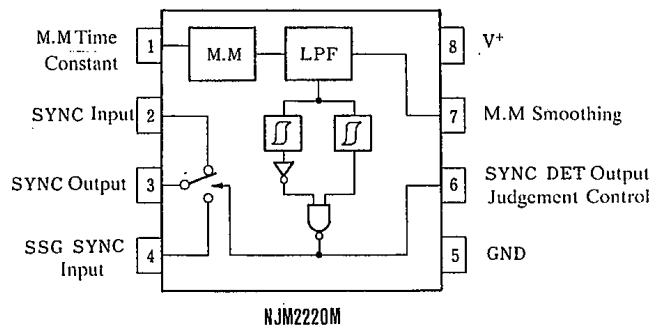 M.M Time
Constant
1
M.M
LPF
8
V+
SYNC Input
2
7
M.M Smoothing
SYNC Output
3
6
SYNC DET Output
Judgement Control
SSG SYNC
Input
4
5
GND
NJM2220M